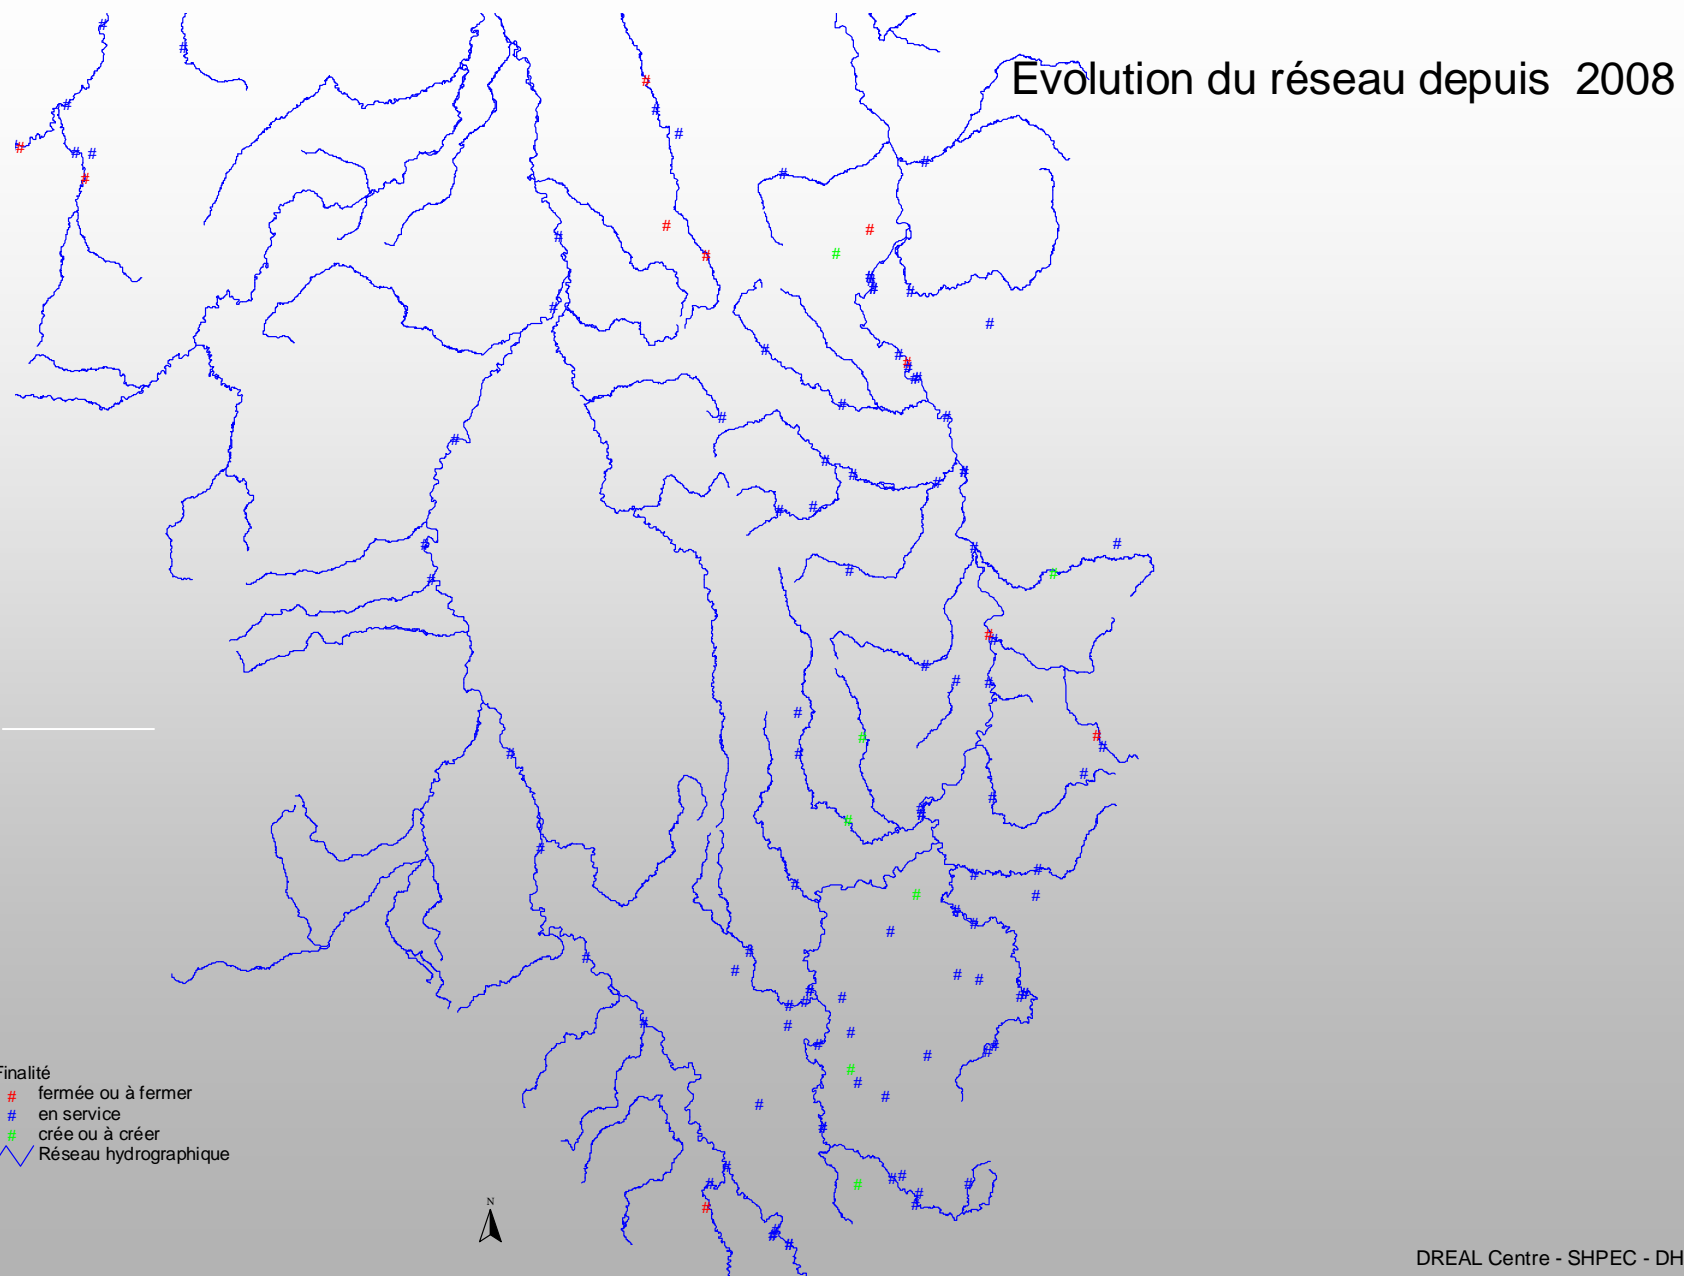 Evolution du réseau depuis 2008
Finalité
# fermée ou à fermer
# en service
# crée ou à créer
Réseau hydrographique
N
DREAL Centre - SHPEC - DH